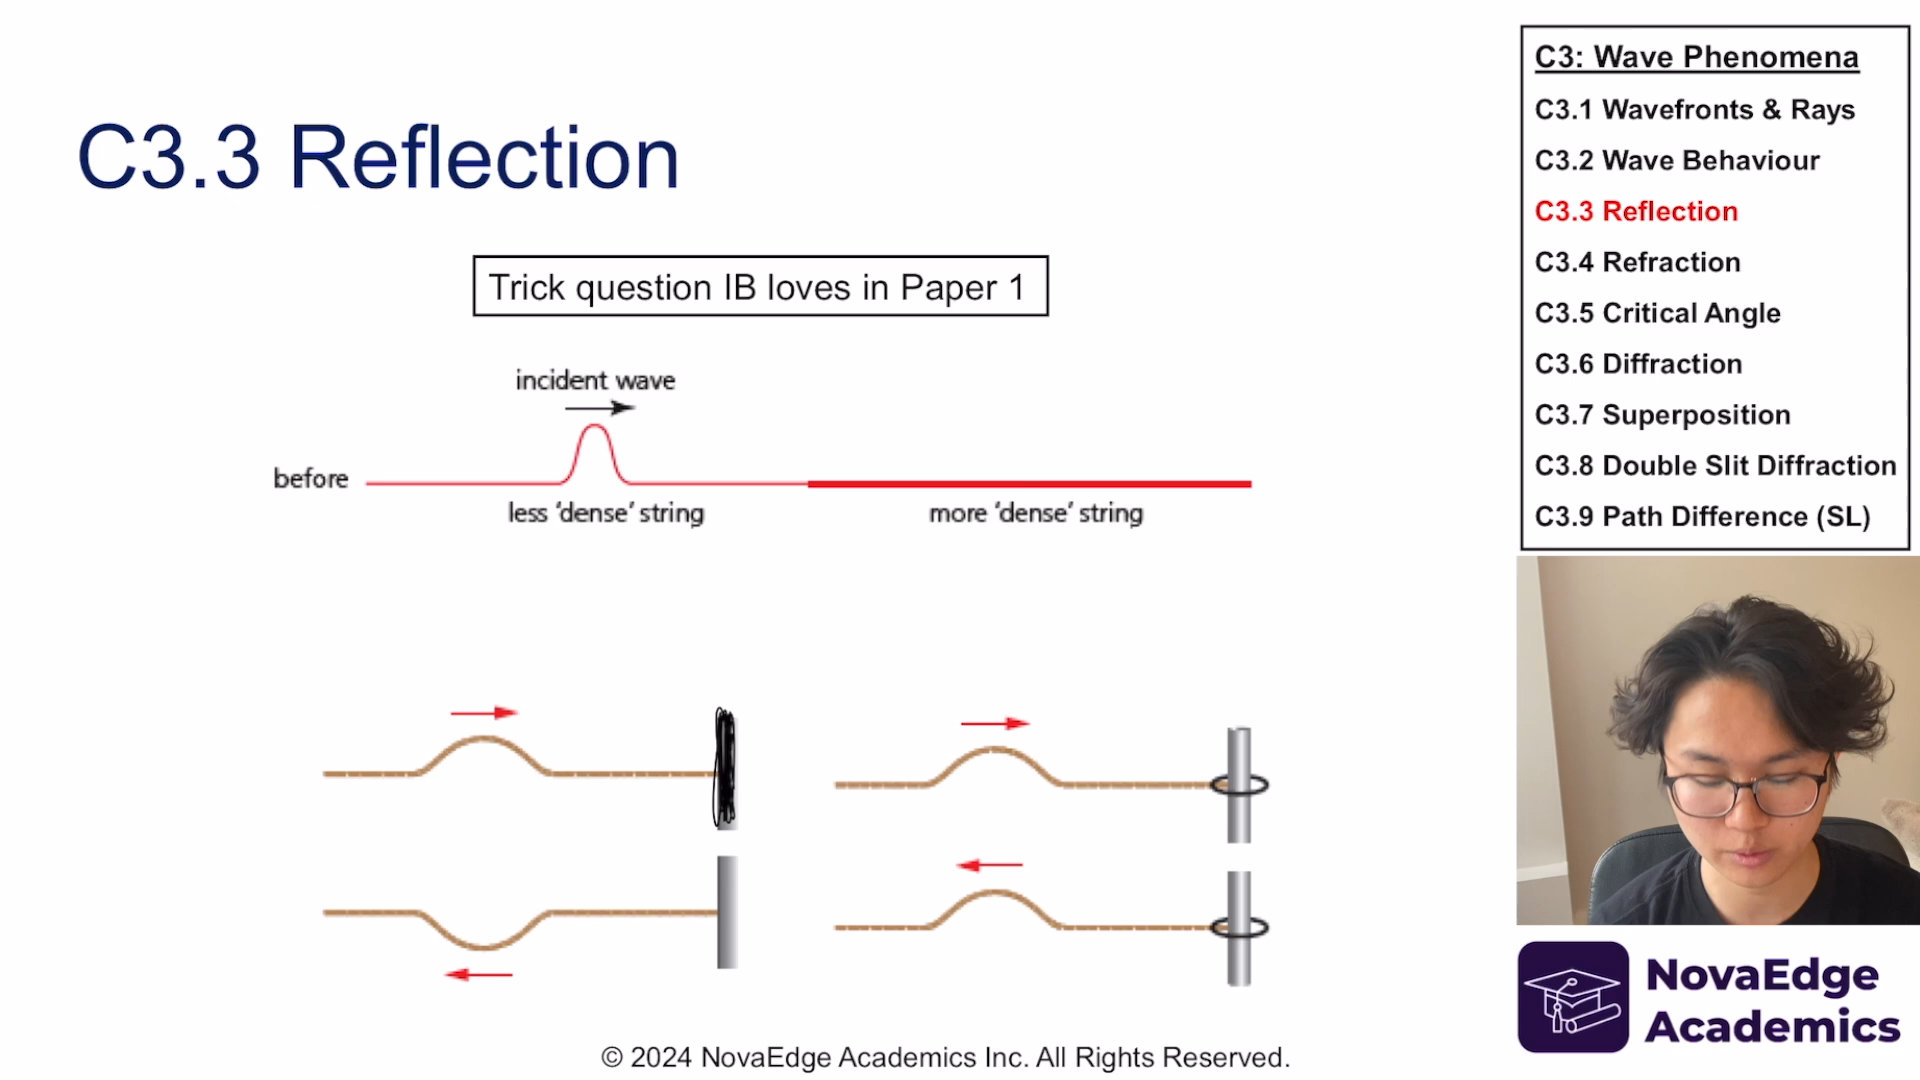 C3.3 Reflection
Trick question IB loves in Paper 1
incident wave
before
less ‘dense’ string
more ‘dense’ string
© 2024 NovaEdge Academics Inc. All Rights Reserved.
C3: Wave Phenomena
C3.1 Wavefronts & Rays
C3.2 Wave Behaviour
C3.3 Reflection
C3.4 Refraction
C3.5 Critical Angle
C3.6 Diffraction
C3.7 Superposition
C3.8 Double Slit Diffraction
C3.9 Path Difference (SL)
NovaEdge
Academics